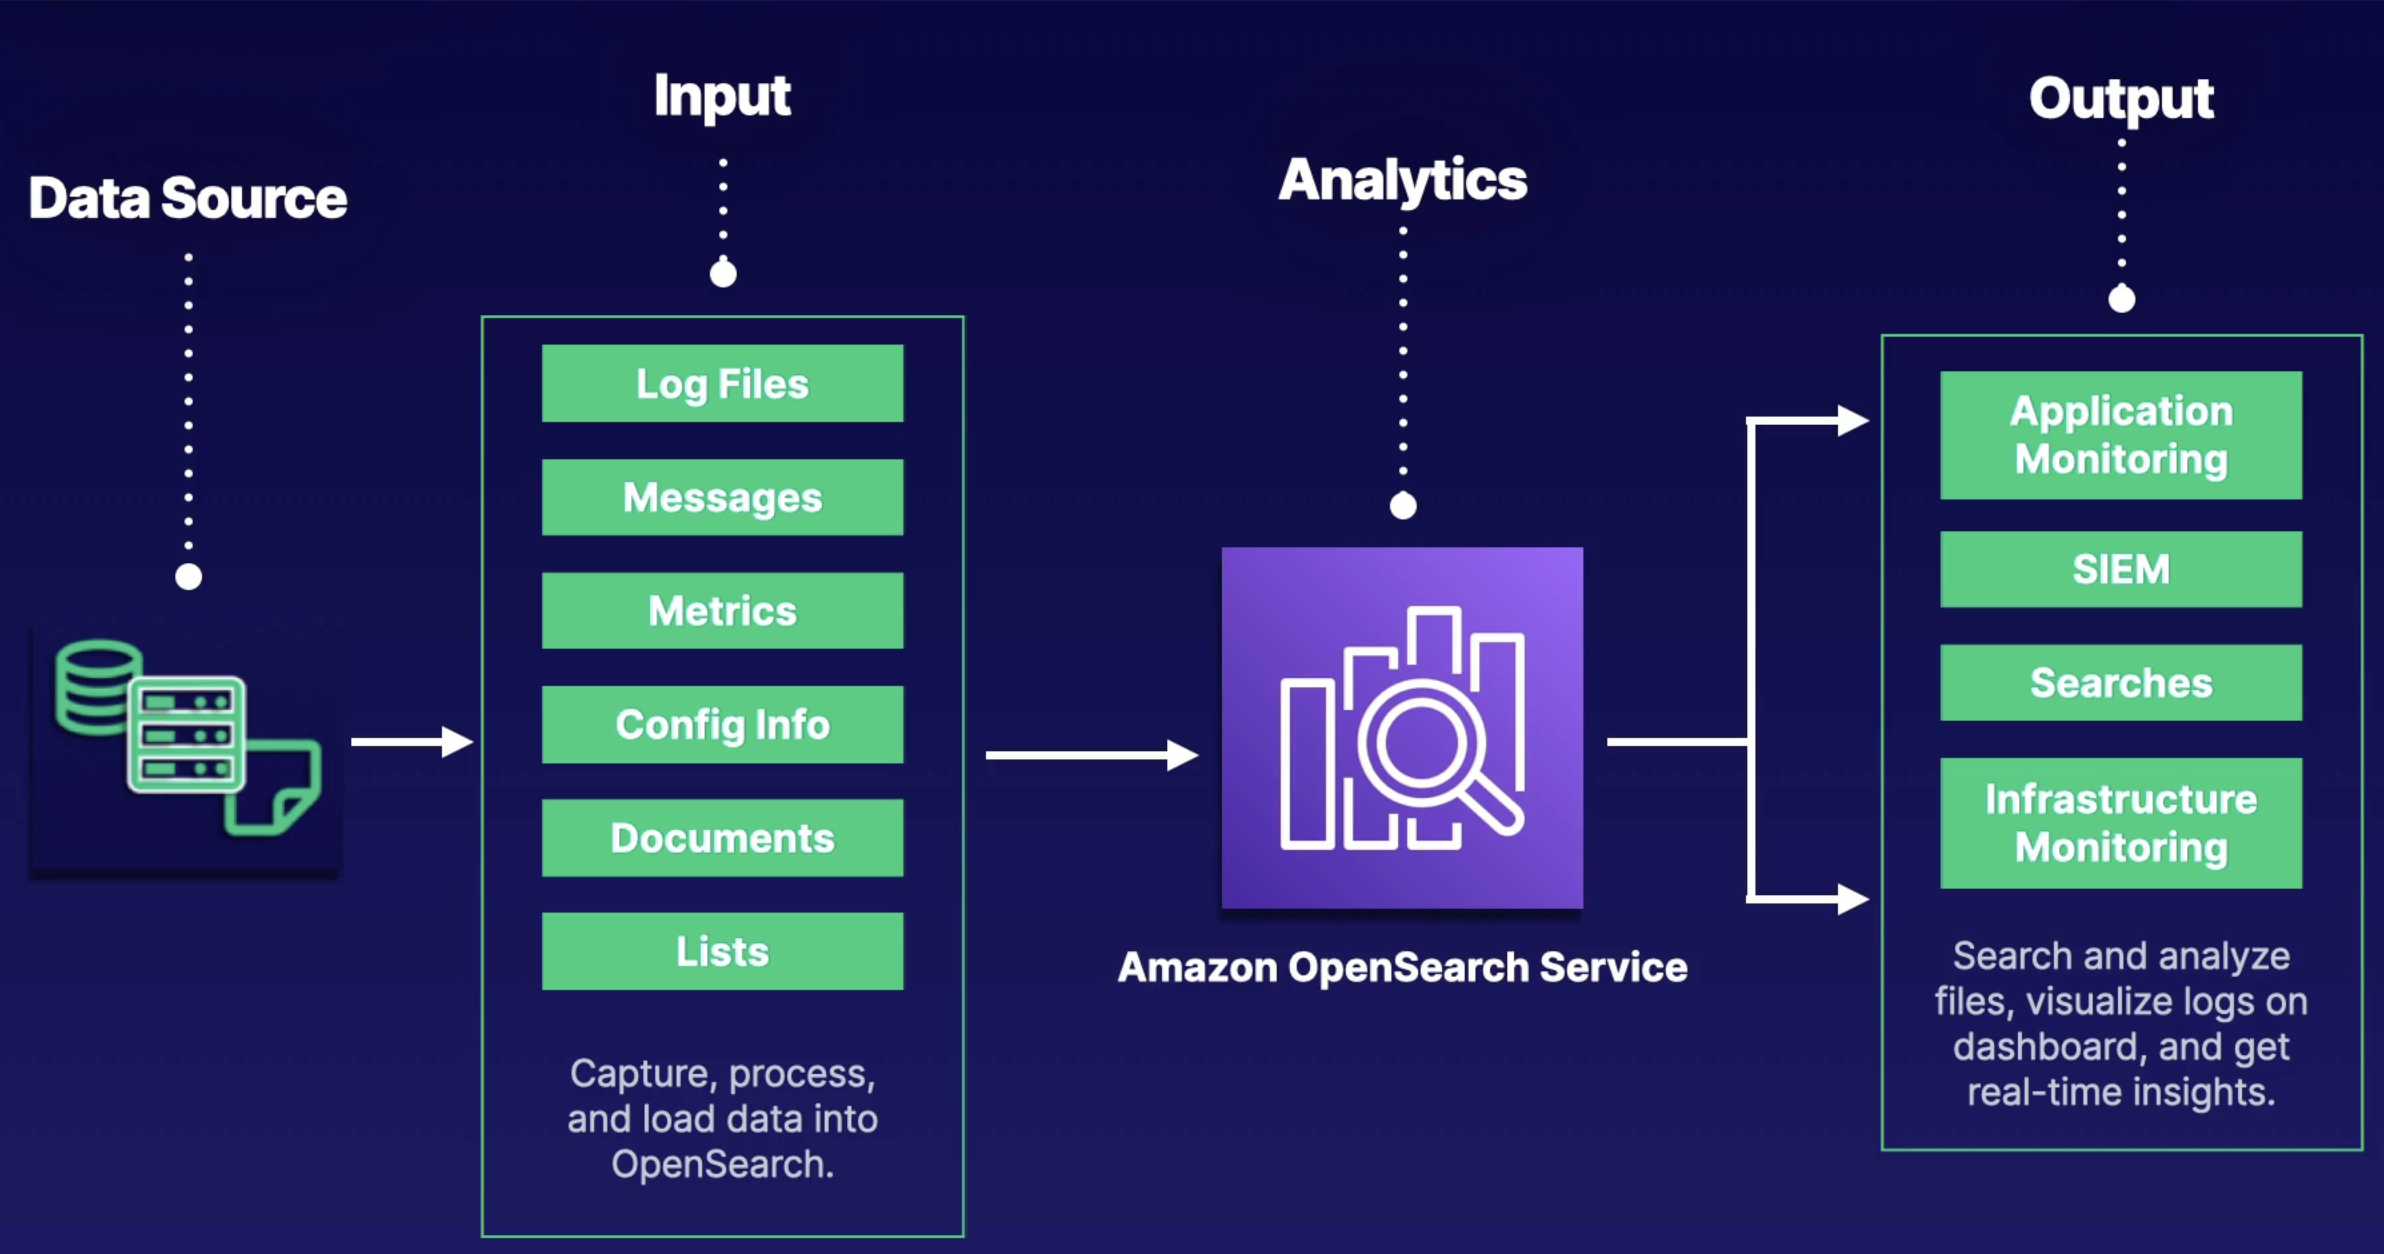 Data Source
Input
Log Files
Messages
Metrics
Config Info
Documents
Lists
Capture, process,
and load data into
OpenSearch.
Analytics
Amazon OpenSearch Service
Output
Application
Monitoring
SIEM
Searches
Infrastructure
Monitoring
Search and analyze
files, visualize logs on
dashboard, and get
real-time insights.